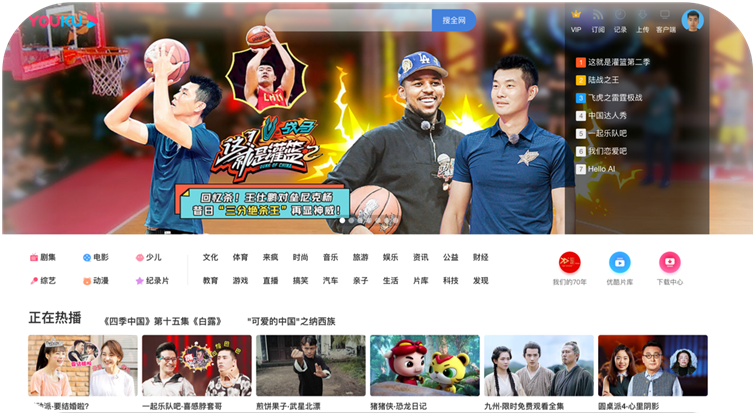 YOUKU
搜全网
VIP 订阅 记录 上传 客户端
1 这就是灌篮第二季
2 陆战之王
3 飞虎之雷霆极战
4 中国达人秀
5 一起乐队吧
6 我们恋爱吧
7 Hello AI
这!就是灌篮2
回忆杀!王仕鹏对垒尼克杨
昔日“三分绝杀王”再显神威!
剧集 电影 少儿 文化 体育 来疯 时尚 音乐 旅游 娱乐 资讯 公益 财经
综艺 动漫 纪录片 教育 游戏 直播 搞笑 汽车 亲子 生活 片库 科技 发现
我们的70年 优酷片库 下载中心
正在热播 《四季中国》第十五集《白露》 “可爱的中国”之纳西族
派·要结婚啦? 一起乐队吧·喜感脖套哥 煎饼果子·武星北漂 猪猪侠·恐龙日记 九州·限时免费观看全集 圆桌派4·心里阴影